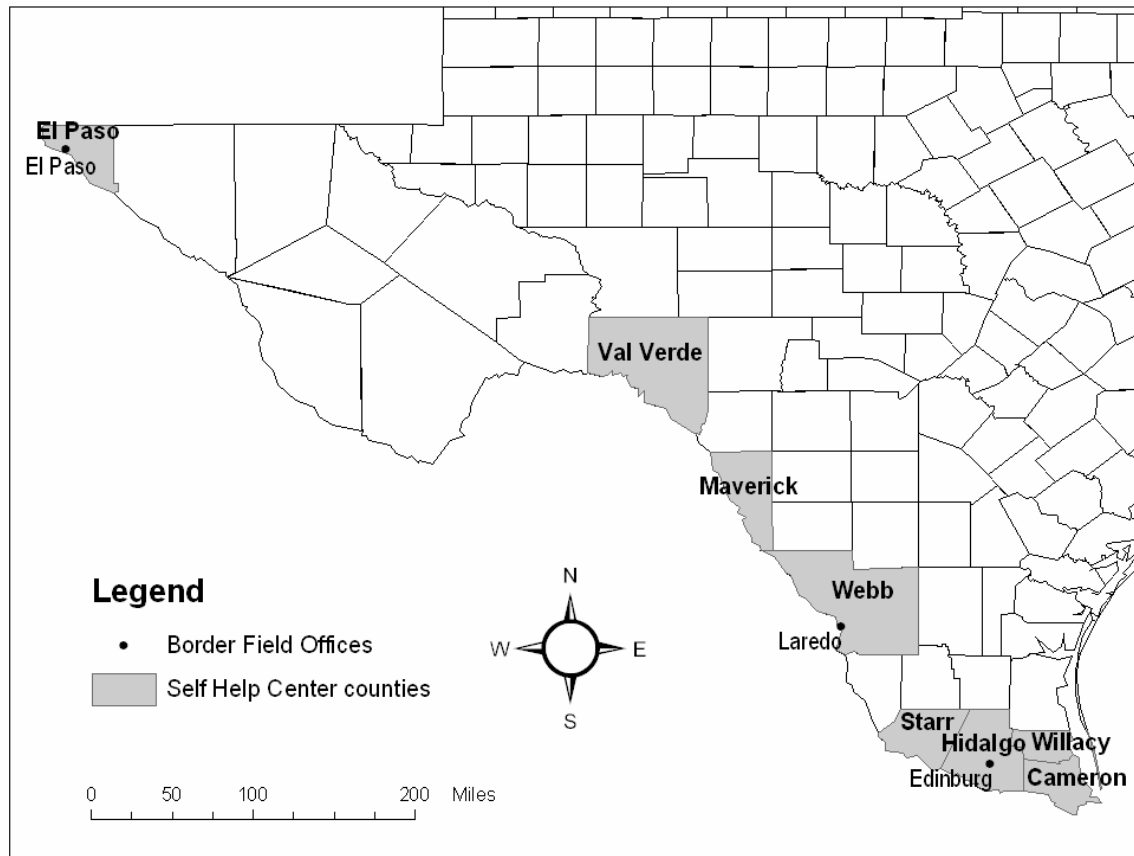 El Paso
El Paso
Val Verde
Maverick
Webb
Laredo
Starr
Hidalgo Willacy
Edinburg Cameron
Legend
Border Field Offices
Self Help Center counties
N
W E
S
0 50 100 200 Miles